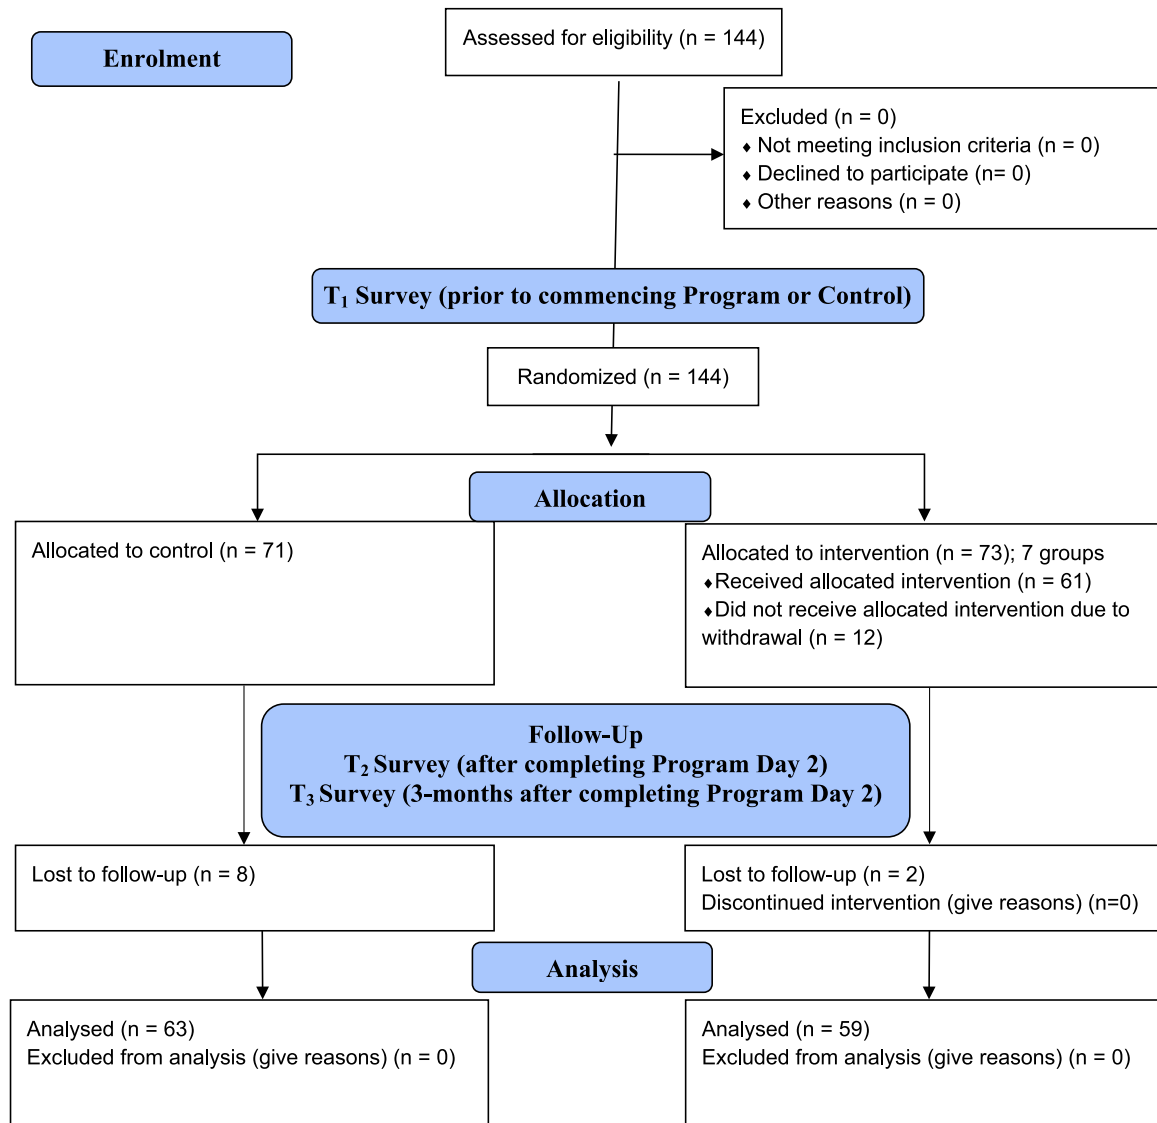 Enrolment
Assessed for eligibility (n = 144)
Excluded (n = 0)
♦ Not meeting inclusion criteria (n = 0)
♦ Declined to participate (n= 0)
♦ Other reasons (n = 0)
T₁ Survey (prior to commencing Program or Control)
Randomized (n = 144)
Allocation
Allocated to control (n = 71)
Allocated to intervention (n = 73); 7 groups
♦Received allocated intervention (n = 61)
♦Did not receive allocated intervention due to
withdrawal (n = 12)
Follow-Up
T₂ Survey (after completing Program Day 2)
T₃ Survey (3-months after completing Program Day 2)
Lost to follow-up (n = 8)
Lost to follow-up (n = 2)
Discontinued intervention (give reasons) (n=0)
Analysis
Analysed (n = 63)
Excluded from analysis (give reasons) (n = 0)
Analysed (n = 59)
Excluded from analysis (give reasons) (n = 0)